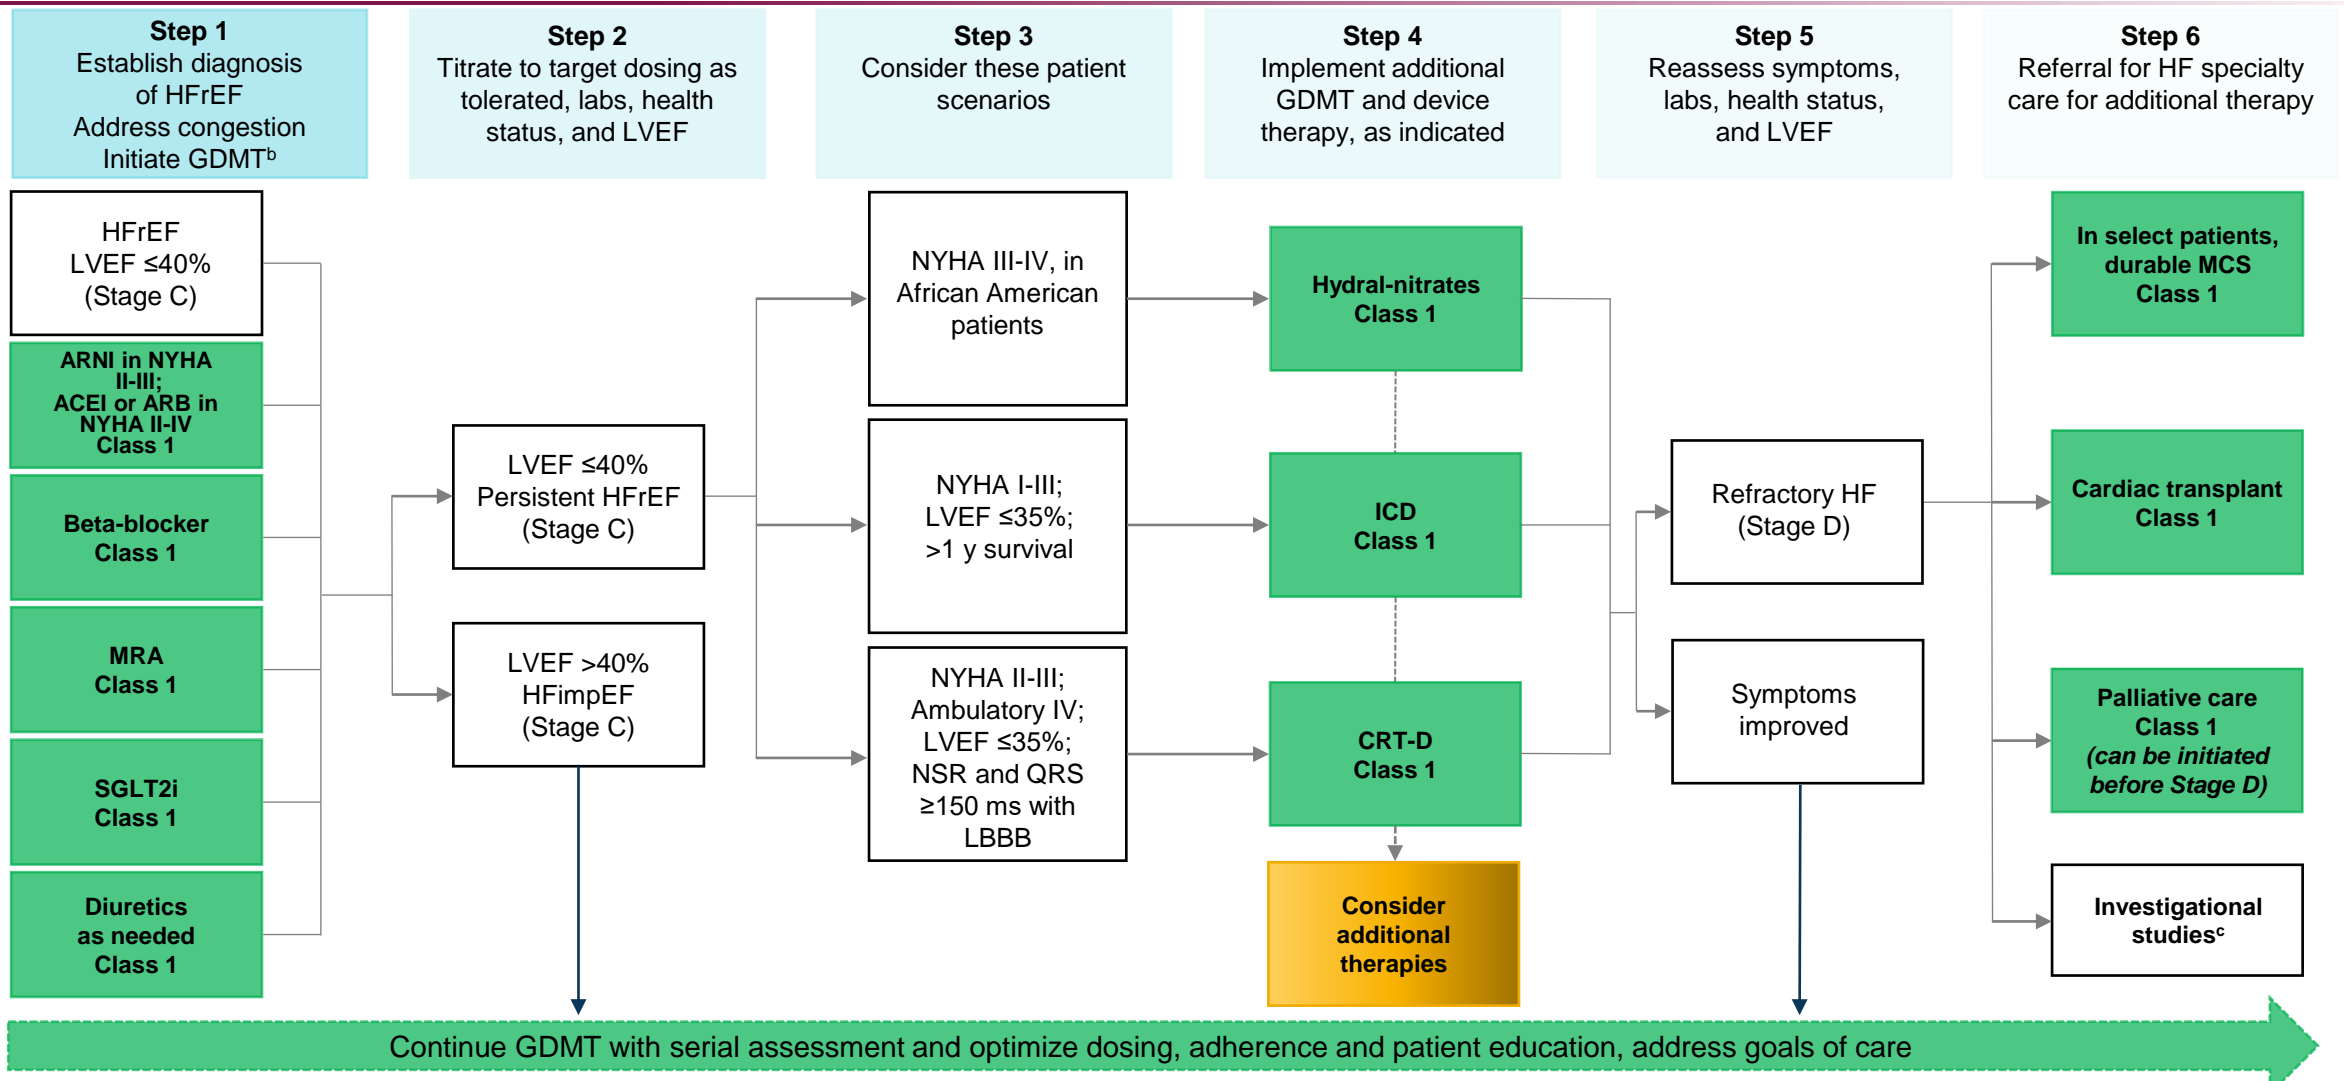 Step 1
Establish diagnosis
of HFrEF
Address congestion
Initiate GDMTᵇ
Step 2
Titrate to target dosing as
tolerated, labs, health
status, and LVEF
Step 3
Consider these patient
scenarios
Step 4
Implement additional
GDMT and device
therapy, as indicated
Step 5
Reassess symptoms,
labs, health status,
and LVEF
Step 6
Referral for HF specialty
care for additional therapy
HFrEF
LVEF ≤40%
(Stage C)
ARNI in NYHA
II-III;
ACEI or ARB in
NYHA II-IV
Class 1
Beta-blocker
Class 1
MRA
Class 1
SGLT2i
Class 1
Diuretics
as needed
Class 1
LVEF ≤40%
Persistent HFrEF
(Stage C)
LVEF >40%
HFimpEF
(Stage C)
NYHA III-IV, in
African American
patients
NYHA I-III;
LVEF ≤35%;
>1 y survival
NYHA II-III;
Ambulatory IV;
LVEF ≤35%;
NSR and QRS
≥150 ms with
LBBB
Hydral-nitrates
Class 1
ICD
Class 1
CRT-D
Class 1
Consider
additional
therapies
Refractory HF
(Stage D)
Symptoms
improved
In select patients,
durable MCS
Class 1
Cardiac transplant
Class 1
Palliative care
Class 1
(can be initiated
before Stage D)
Investigational
studiesᶜ
Continue GDMT with serial assessment and optimize dosing, adherence and patient education, address goals of care